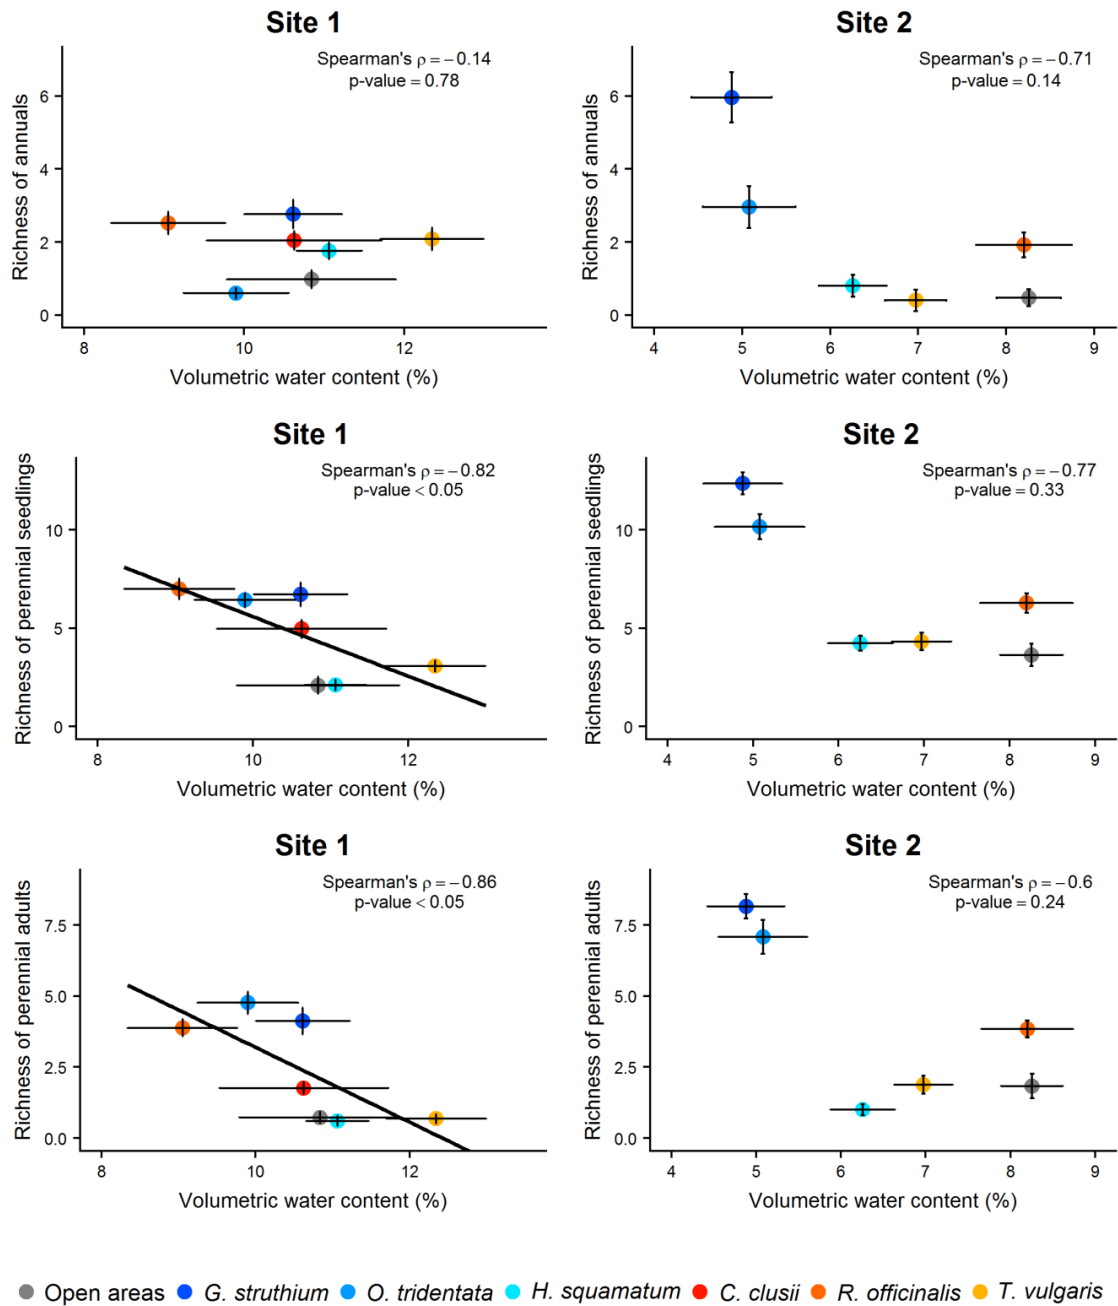 Site 1
Spearman's ρ = −0.14
p-value = 0.78
Richness of annuals
6
4
2
0
8
10
12
Volumetric water content (%)
Site 2
Spearman's ρ = −0.71
p-value = 0.14
Richness of annuals
6
4
2
0
4
5
6
7
8
9
Volumetric water content (%)
Site 1
Spearman's ρ = −0.82
p-value < 0.05
Richness of perennial seedlings
10
5
0
8
10
12
Volumetric water content (%)
Site 2
Spearman's ρ = −0.77
p-value = 0.33
Richness of perennial seedlings
10
5
0
4
5
6
7
8
9
Volumetric water content (%)
Site 1
Spearman's ρ = −0.86
p-value < 0.05
Richness of perennial adults
7.5
5.0
2.5
0.0
8
10
12
Volumetric water content (%)
Site 2
Spearman's ρ = −0.6
p-value = 0.24
Richness of perennial adults
7.5
5.0
2.5
0.0
4
5
6
7
8
9
Volumetric water content (%)
Open areas G. struthium O. tridentata H. squamatum C. clusii R. officinalis T. vulgaris